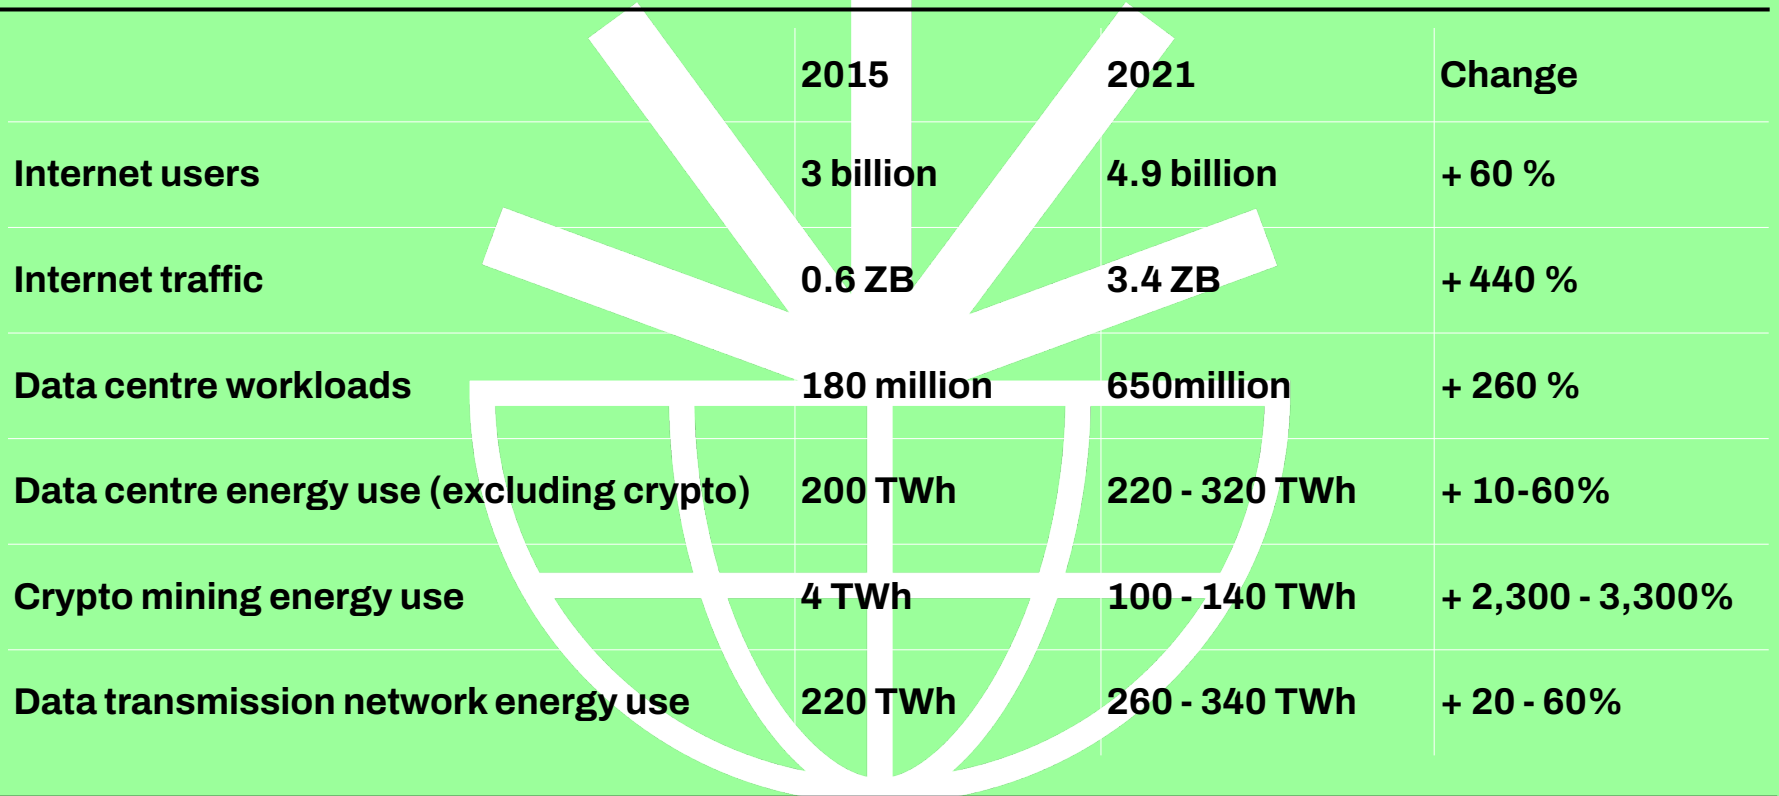 2015 2021 Change
Internet users 3 billion 4.9 billion + 60 %
Internet traffic 0.6 ZB 3.4 ZB + 440 %
Data centre workloads 180 million 650million + 260 %
Data centre energy use (excluding crypto) 200 TWh 220 - 320 TWh + 10-60%
Crypto mining energy use 4 TWh 100 - 140 TWh + 2,300 - 3,300%
Data transmission network energy use 220 TWh 260 - 340 TWh + 20 - 60%